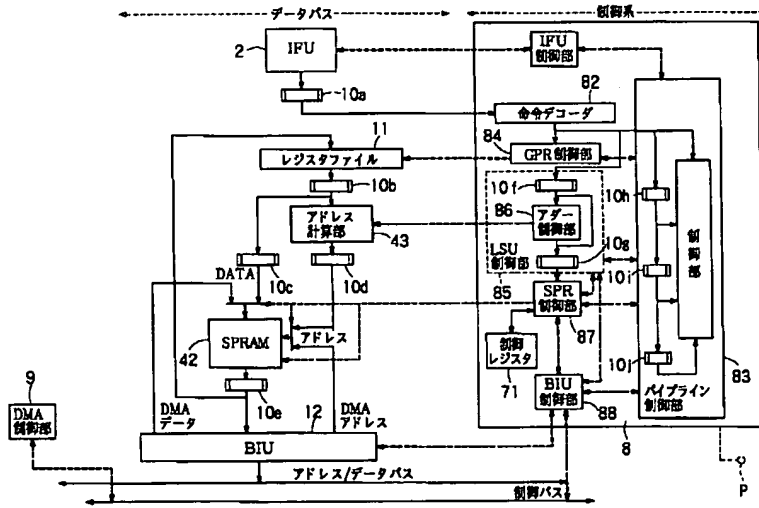 データパス
制御系
2
IFU
IFU
制御部
10a
82
命令デコーダ
11
84
レジスタファイル
GPR制御部
10b
10f
10h
アドレス
計算部
43
86
アダー
制御部
10g
制御部
LSU
制御部
10c
10d
10i
DATA
85
SPR
制御部
87
アドレス
42
SPRAM
制御
レジスタ
71
10j
83
10e
BIU
制御部
88
パイプライン
制御部
9
DMA
制御部
DMA
データ
12
DMA
アドレス
BIU
8
アドレス/データバス
制御バス
P